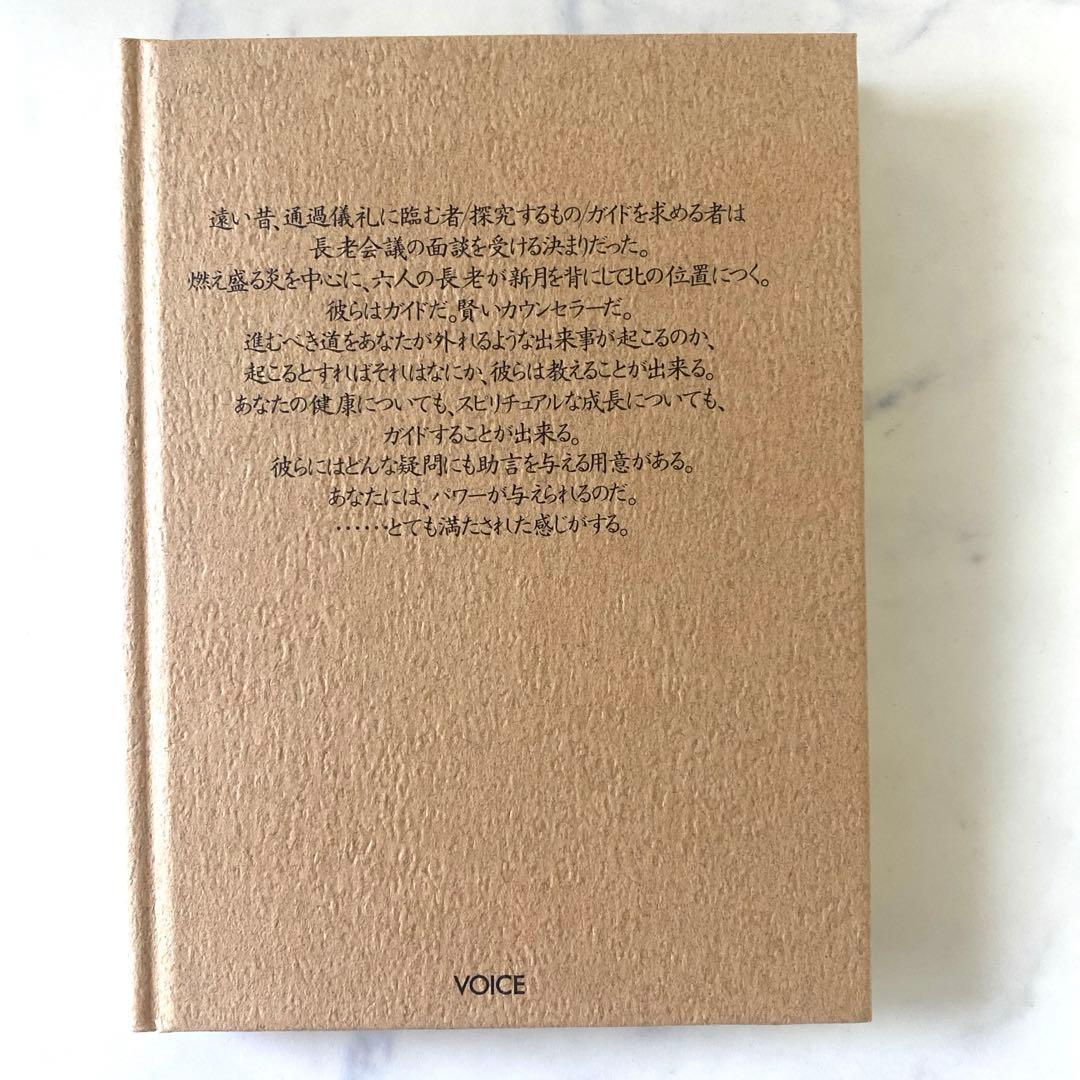 遠い昔、通過儀礼に臨む者/探究するもの/ガイドを求める者は
長老会議の面談を受ける決まりだった。
燃え盛る炎を中心に、六人の長老が新月を背にして北の位置につく。
彼らはガイドだ。賢いカウンセラーだ。
進むべき道をあなたが外れるような出来事が起こるのか、
起こるとすればそれはなにか、彼らは教えることが出来る。
あなたの健康についても、スピリチュアルな成長についても、
ガイドすることが出来る。
彼らにはどんな疑問にも助言を与える用意がある。
あなたには、パワーが与えられるのだ。
……とても満たされた感じがする。
VOICE